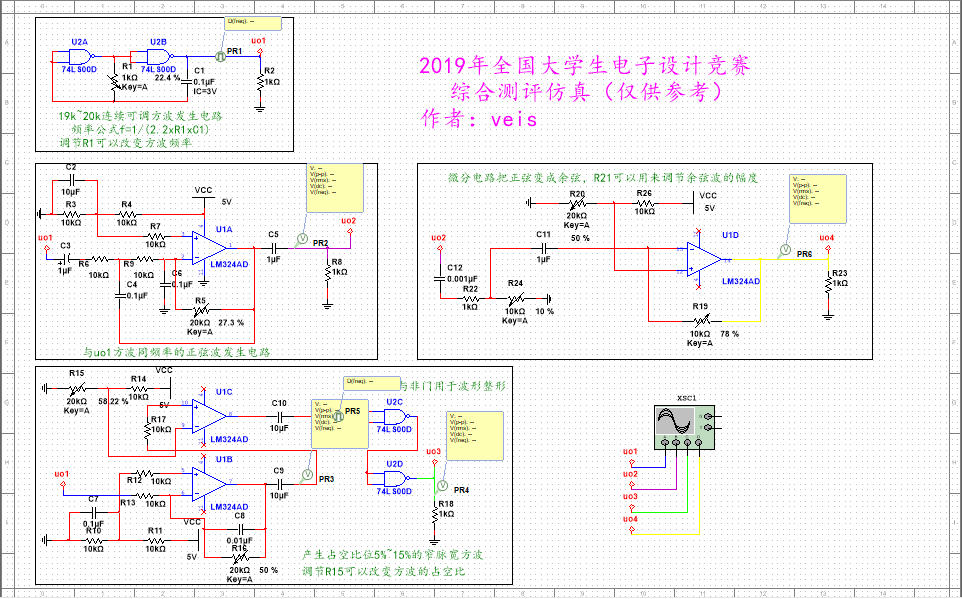 2019年全国大学生电子设计竞赛
综合测评仿真（仅供参考）
作者: veis
D(freq): --
U2A
U2B
74LS00D
74LS00D
R1
1kΩ
Key=A
22.4 %
C1
0.1µF
IC=3V
PR1
uo1
R2
1kΩ
19k~20k连续可调方波发生电路
频率公式f=1/(2.2xR1xC1)
调节R1可以改变方波频率
C2
10µF
R3
10kΩ
R4
10kΩ
VCC
5V
R7
10kΩ
U1A
LM324AD
uo1
C3
1µF
R6
10kΩ
R9
10kΩ
C4
0.1µF
C6
0.1µF
R5
20kΩ
Key=A
27.3 %
C5
1µF
V: --
V(p-p): --
V(rms): --
V(dc): --
V(freq): --
PR2
uo2
R8
1kΩ
与uo1方波同频率的正弦波发生电路
微分电路把正弦变成余弦，R21可以用来调节余弦波的幅度
R20
20kΩ
Key=A
50 %
R26
10kΩ
VCC
5V
uo2
C12
0.001µF
R22
1kΩ
C11
1µF
R24
10kΩ
Key=A
10 %
U1D
LM324AD
R19
10kΩ
Key=A
78 %
V: --
V(p-p): --
V(rms): --
V(dc): --
V(freq): --
PR6
uo4
R23
1kΩ
R15
20kΩ
Key=A
58.22 %
R14
10kΩ
VCC
5V
R17
10kΩ
U1C
LM324AD
C10
10µF
D(freq): --
V: --
V(p-p): --
V(rms): --
V(dc): --
V(freq): --
PR5
与非门用于波形整形
U2C
74LS00D
U2D
74LS00D
V: --
V(p-p): --
V(rms): --
V(dc): --
V(freq): --
uo3
PR4
R18
1kΩ
uo1
R12
10kΩ
R13
10kΩ
C7
0.1µF
R10
10kΩ
R11
10kΩ
VCC
5V
U1B
LM324AD
C9
10µF
PR3
C8
0.01µF
R16
20kΩ
Key=A
50 %
产生占空比位5%~15%的窄脉宽方波
调节R15可以改变方波的占空比
XSC1
uo1
uo2
uo3
uo4